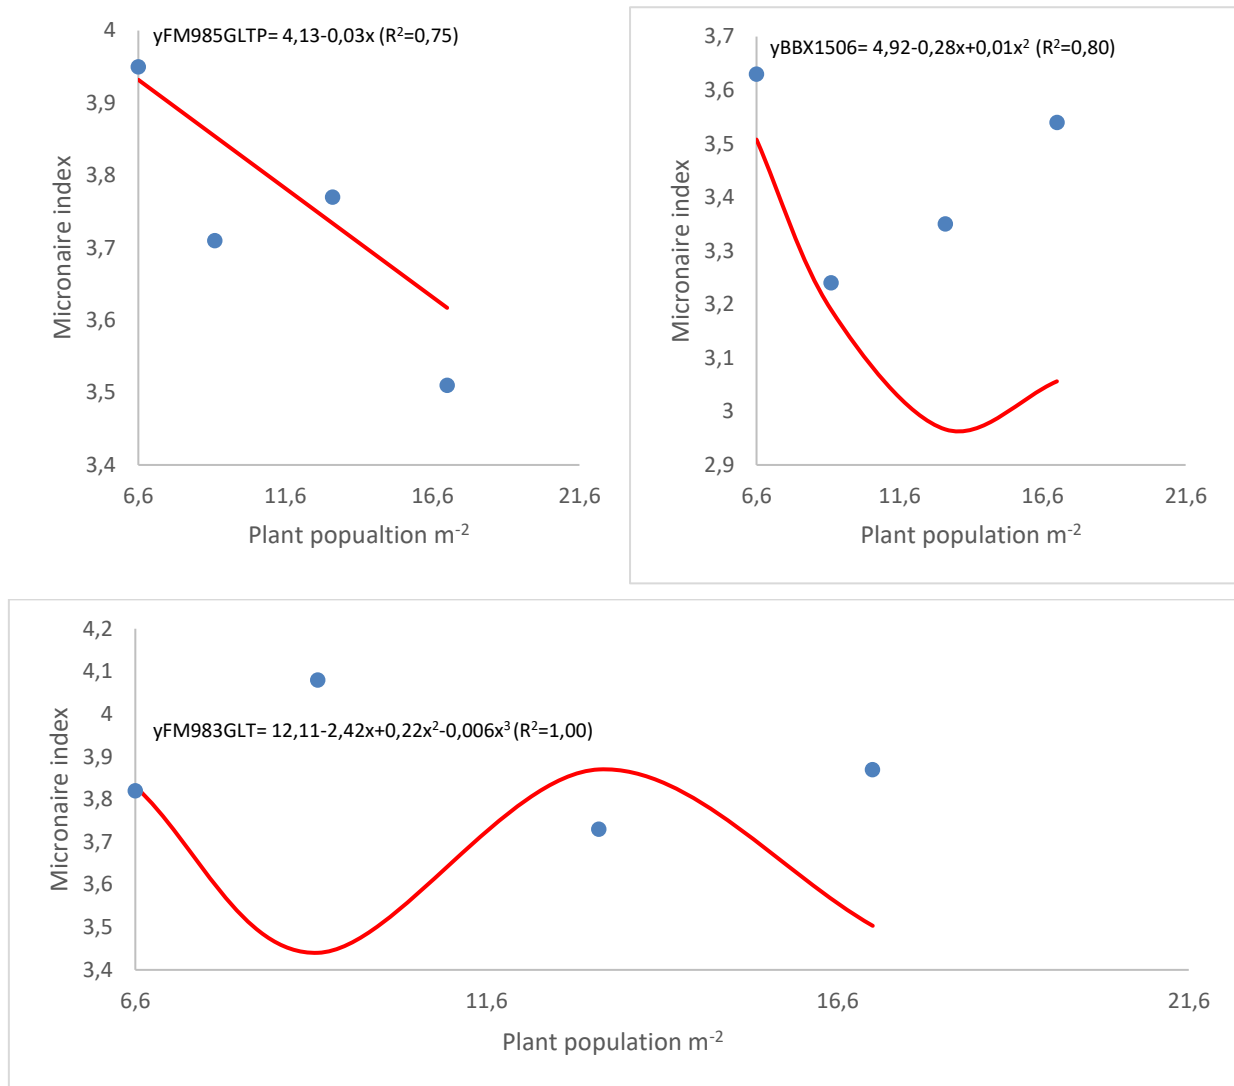 yFM985GLTP= 4,13-0,03x (R²=0,75)
4
3,9
3,8
3,7
3,6
3,5
3,4
Micronaire index
6,6 11,6 16,6 21,6
Plant popualtion m⁻²
yBBX1506= 4,92-0,28x+0,01x² (R²=0,80)
3,7
3,6
3,5
3,4
3,3
3,2
3,1
3
2,9
Micronaire index
6,6 11,6 16,6 21,6
Plant population m⁻²
4,2
4,1
4
yFM983GLT= 12,11-2,42x+0,22x²-0,006x³ (R²=1,00)
3,9
3,8
3,7
3,6
3,5
3,4
Micronaire index
6,6 11,6 16,6 21,6
Plant population m⁻²